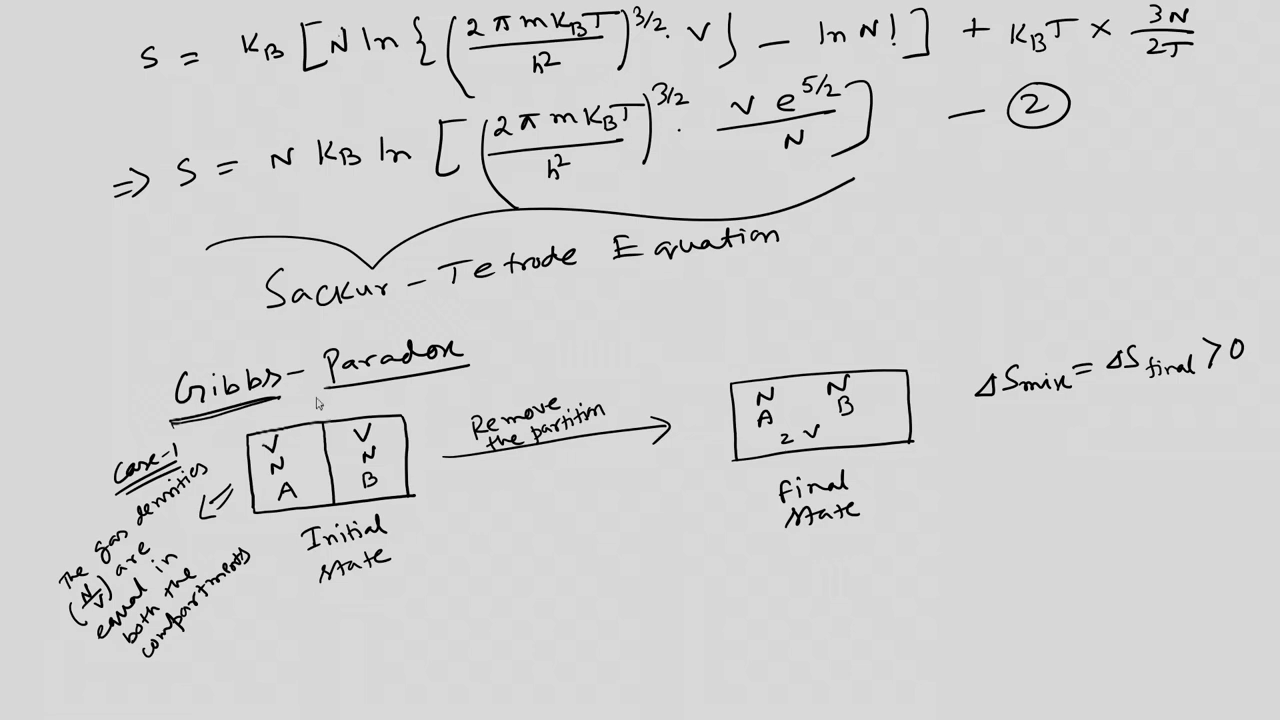 S = K_B [N ln {(2πmK_BT/h²)^3/2 · V} - ln N!] + K_BT × 3N/2T
⇒ S = N K_B ln [(2πmK_BT/h²)^3/2 · V e^5/2/N] — ②
Sackur-Tetrode Equation
Gibbs-Paradox
Case-1
V
N
A
V
N
B
Initial
state
Remove
the partition
N
A
N
B
2V
final
state
ΔSmix = ΔSfinal > 0
The gas densities
(N/V) are
equal in
both the
compartments